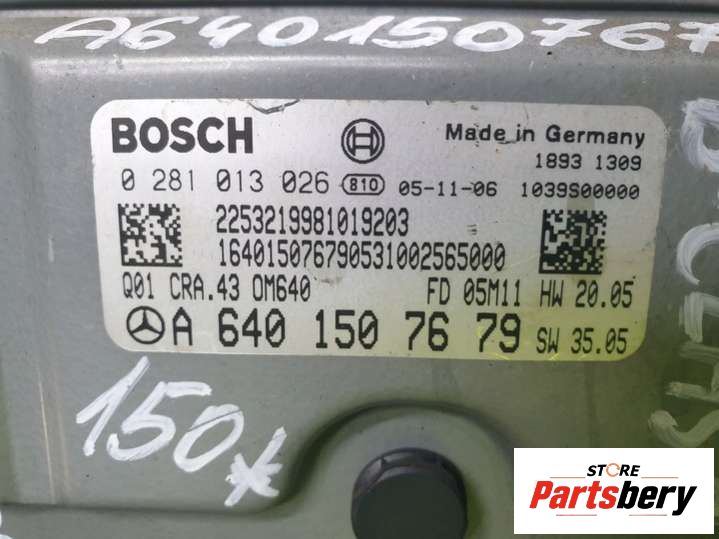 A640150767
BOSCH
Made in Germany
1893 1309
0 281 013 026 810 05-11-06 1039S00000
2253219981019203
164015076790531002565000
Q01 CRA.43 OM640 FD 05M11 HW 20.05
A 640 150 76 79 SW 35.05
150
STORE
Partsbery